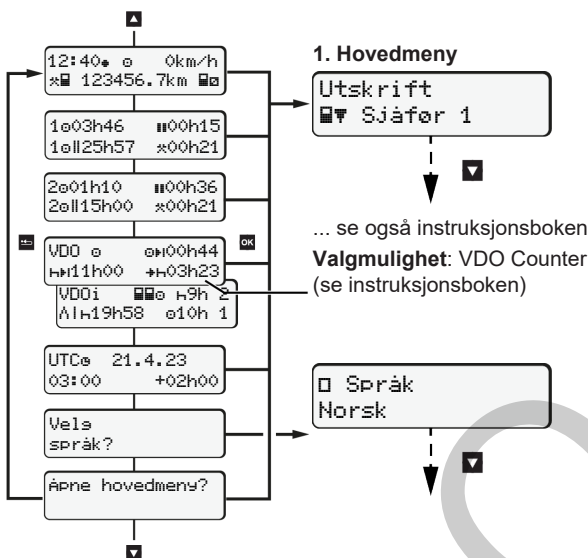 12:40 0km/h
123456.7km
1 03h46 00h15
1 25h57 00h21
2 01h10 00h36
2 15h00 00h21
VDO 00h44
11h00 03h23
VDOi 9h 2
19h58 10h 1
UTC 21.4.23
03:00 +02h00
Velg
språk?
Åpne hovedmeny?
OK
1. Hovedmeny
Utskrift
Sjåfør 1
... se også instruksjonsboken
Valgmulighet: VDO Counter
(se instruksjonsboken)
Språk
Norsk